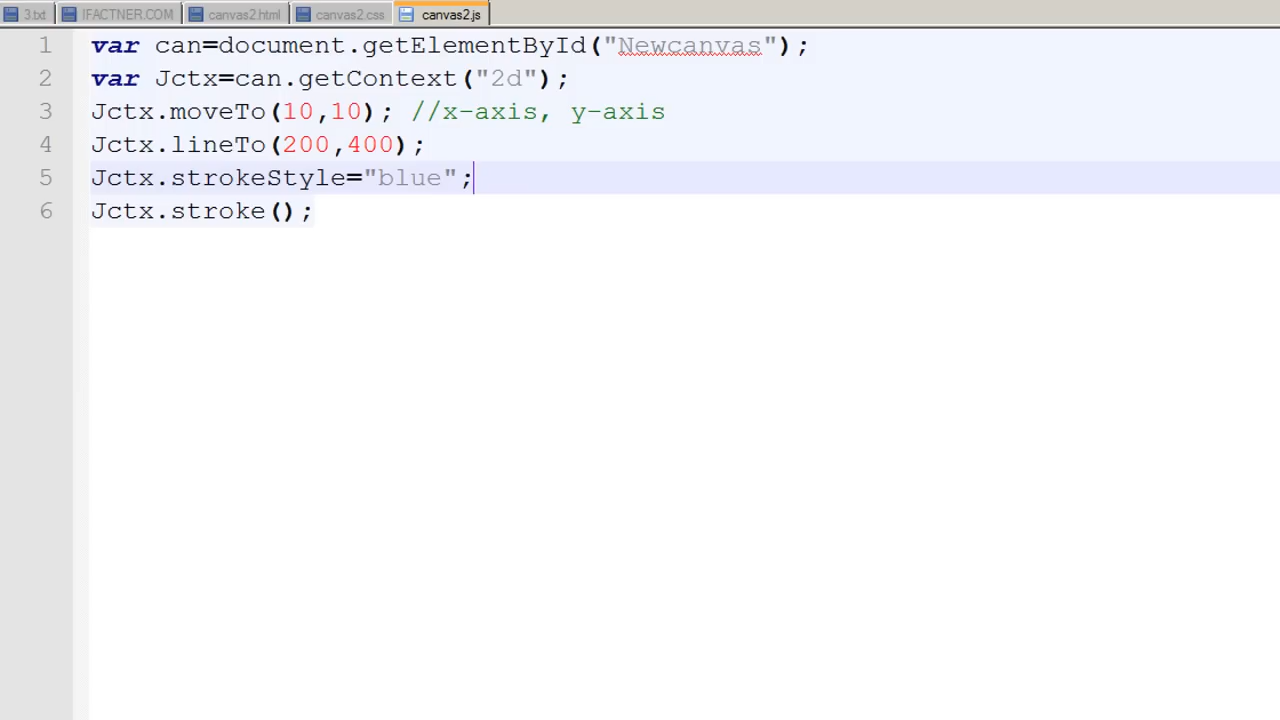 3.txt IFACTNER.COM canvas2.html canvas2.css canvas2.js
1 var can=document.getElementById("Newcanvas");
2 var Jctx=can.getContext("2d");
3 Jctx.moveTo(10,10); //x-axis, y-axis
4 Jctx.lineTo(200,400);
5 Jctx.strokeStyle="blue";
6 Jctx.stroke();